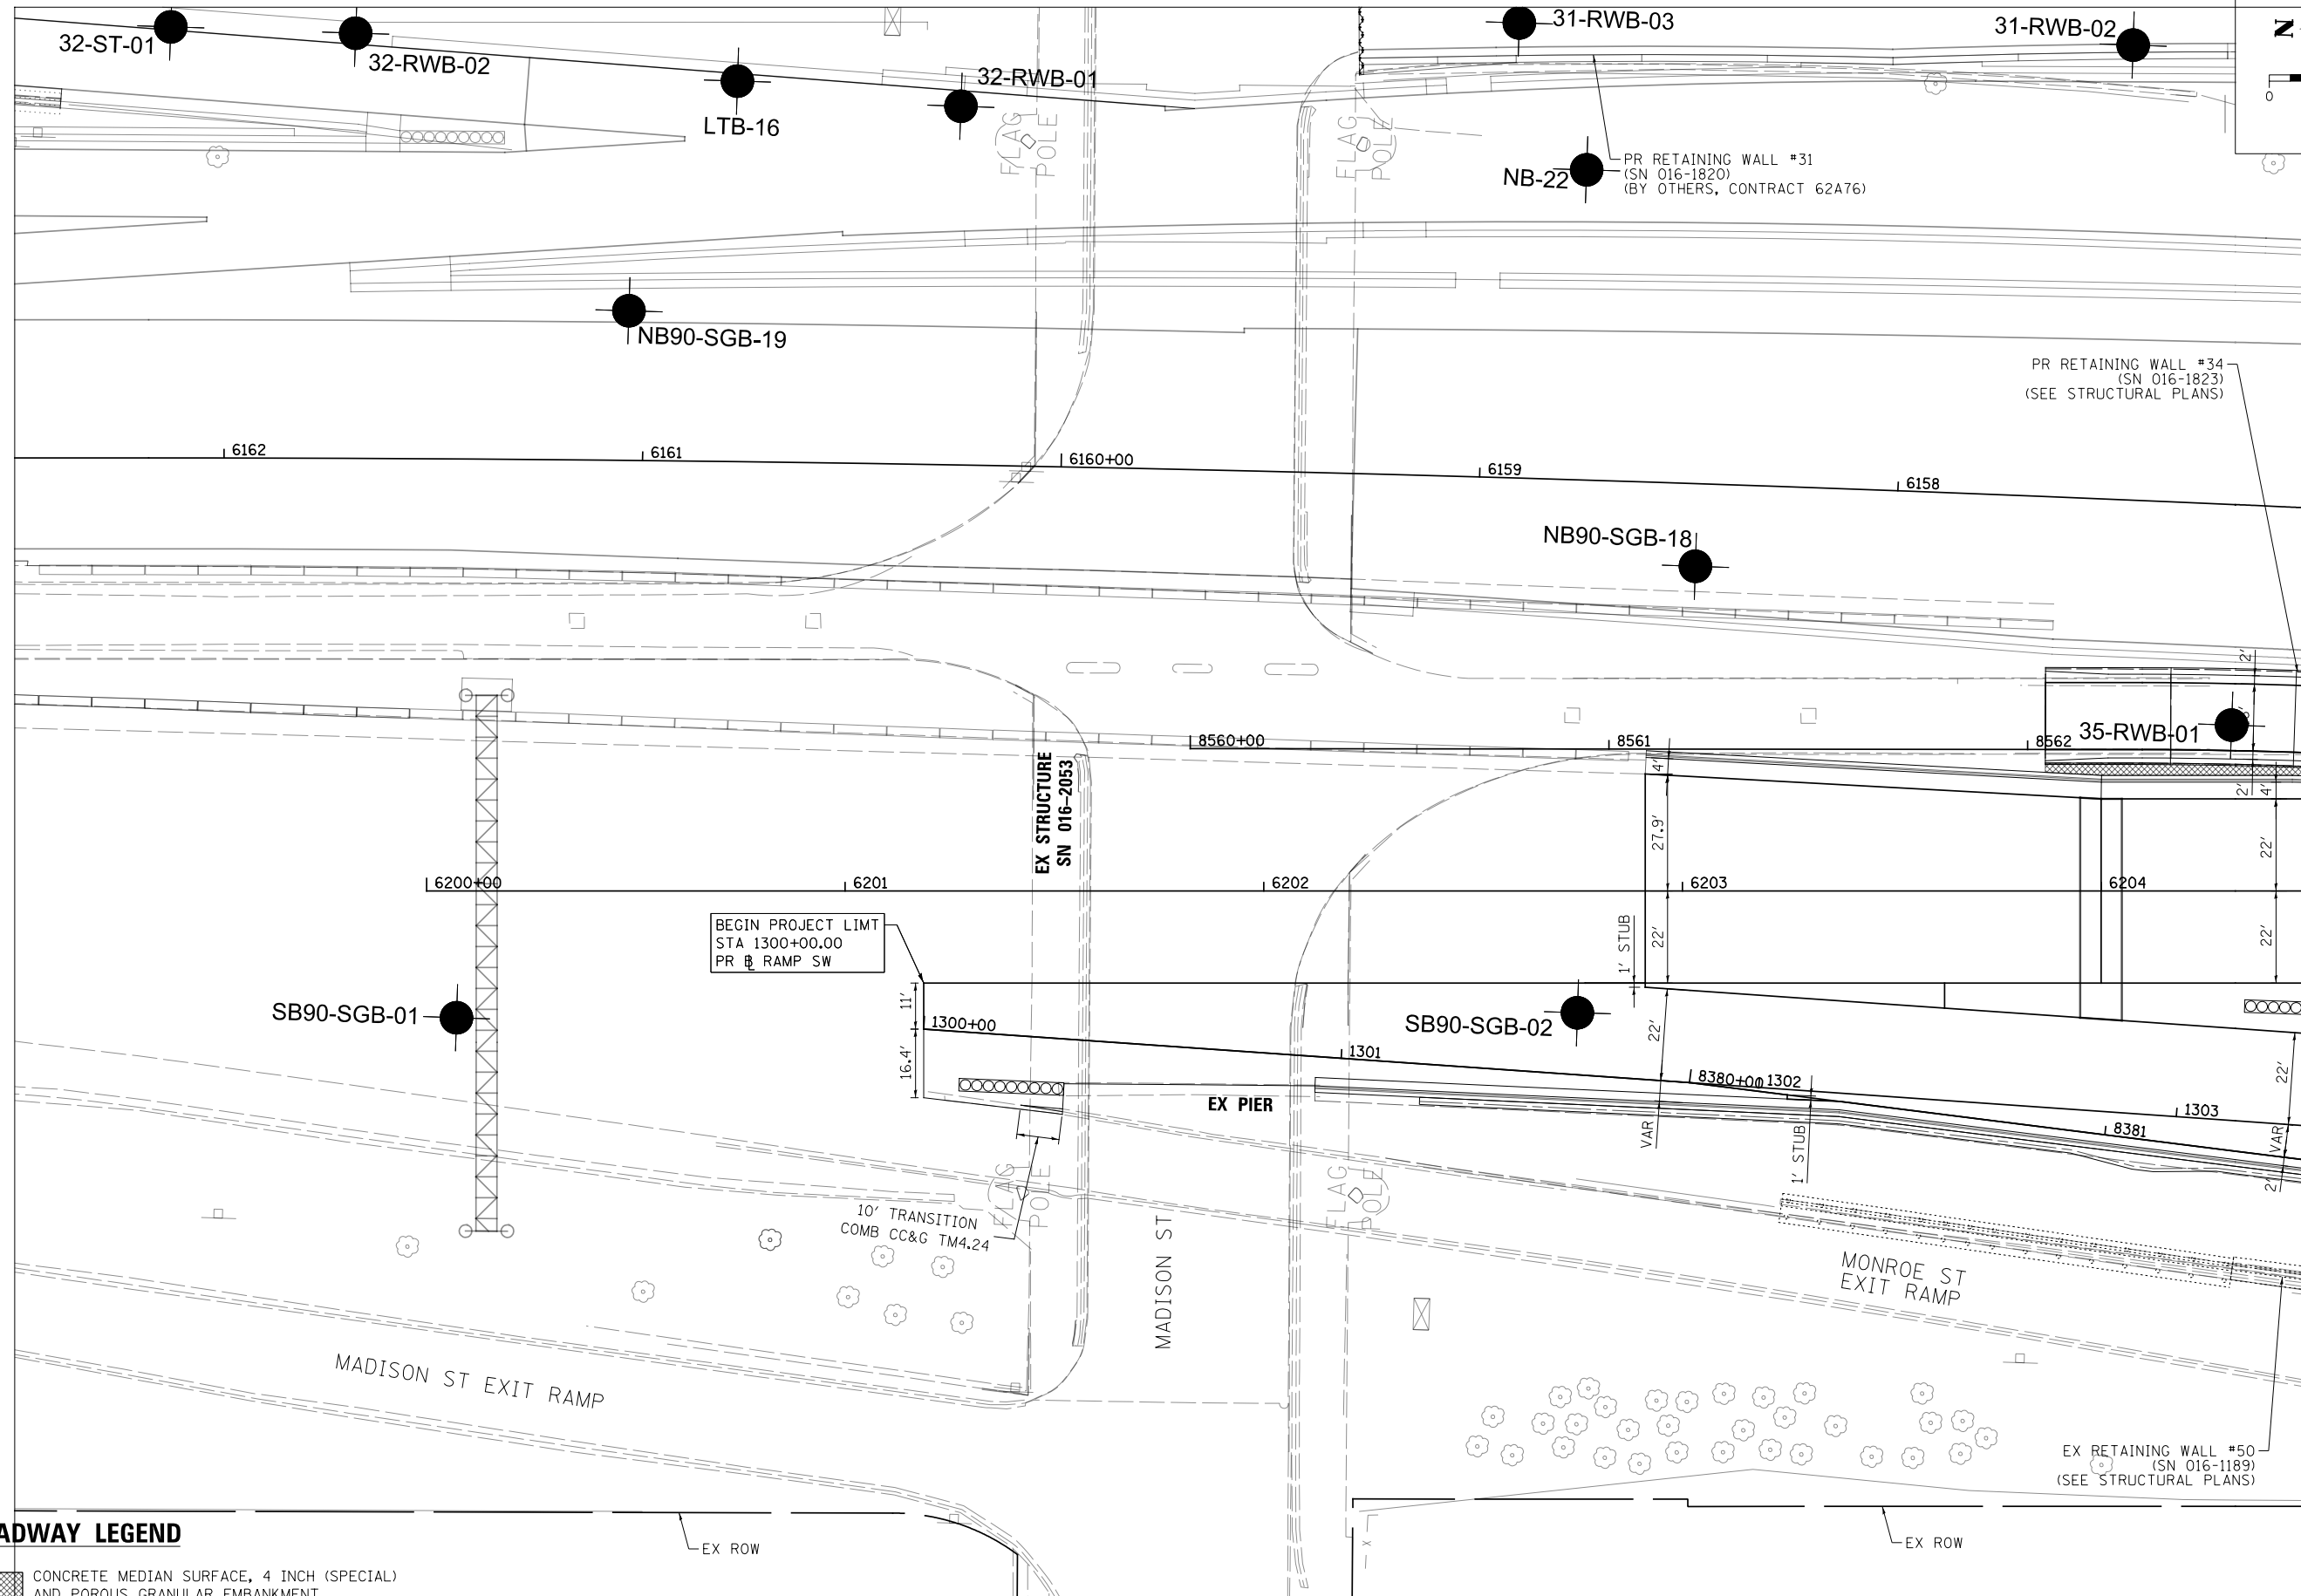 32-ST-01
32-RWB-02
LTB-16
32-RWB-01
31-RWB-03
31-RWB-02
N
0
FLAG
POLE
FLAG
POLE
NB-22
PR RETAINING WALL #31
(SN 016-1820)
(BY OTHERS, CONTRACT 62A76)
NB90-SGB-19
PR RETAINING WALL #34
(SN 016-1823)
(SEE STRUCTURAL PLANS)
6162
6161
6160+00
6159
6158
NB90-SGB-18
2'
35-RWB-01
8560+00
8561
8562
EX STRUCTURE
SN 016-2053
4'
2'
4'
27.9'
22'
6200+00
6201
6202
6203
6204
BEGIN PROJECT LIMT
STA 1300+00.00
PR BL RAMP SW
1' STUB
22'
22'
SB90-SGB-01
11'
1300+00
16.4'
SB90-SGB-02
1301
22'
8380+00
1302
22'
1303
EX PIER
VAR
1' STUB
8381
VAR
2'
FLAG
POLE
FLAG
POLE
10' TRANSITION
COMB CC&G TM4.24
MADISON ST
MONROE ST
EXIT RAMP
MADISON ST EXIT RAMP
EX RETAINING WALL #50
(SN 016-1189)
(SEE STRUCTURAL PLANS)
ADWAY LEGEND
EX ROW
X
EX ROW
CONCRETE MEDIAN SURFACE, 4 INCH (SPECIAL)
AND POROUS GRANULAR EMBANKMENT